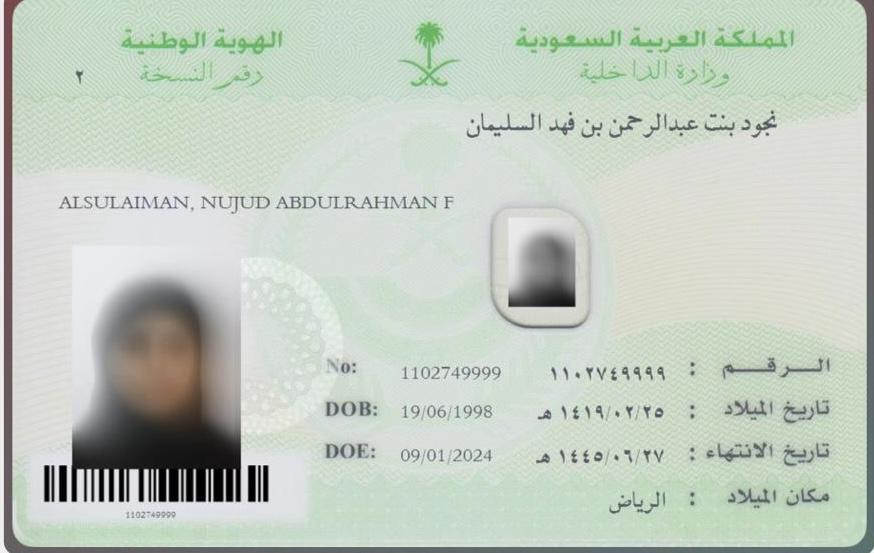 المملكة العربية السعودية
وزارة الداخلية
الهوية الوطنية
رقم النسخة ٢
نجود بنت عبدالرحمن بن فهد السليمان
ALSULAIMAN, NUJUD ABDULRAHMAN F
الرقم : ١١٠٢٧٤٩٩٩٩ No: 1102749999
تاريخ الميلاد : ١٤١٩/٠٢/٢٥ هـ DOB: 19/06/1998
تاريخ الانتهاء : ١٤٤٥/٠٦/٢٧ هـ DOE: 09/01/2024
مكان الميلاد : الرياض
1102749999